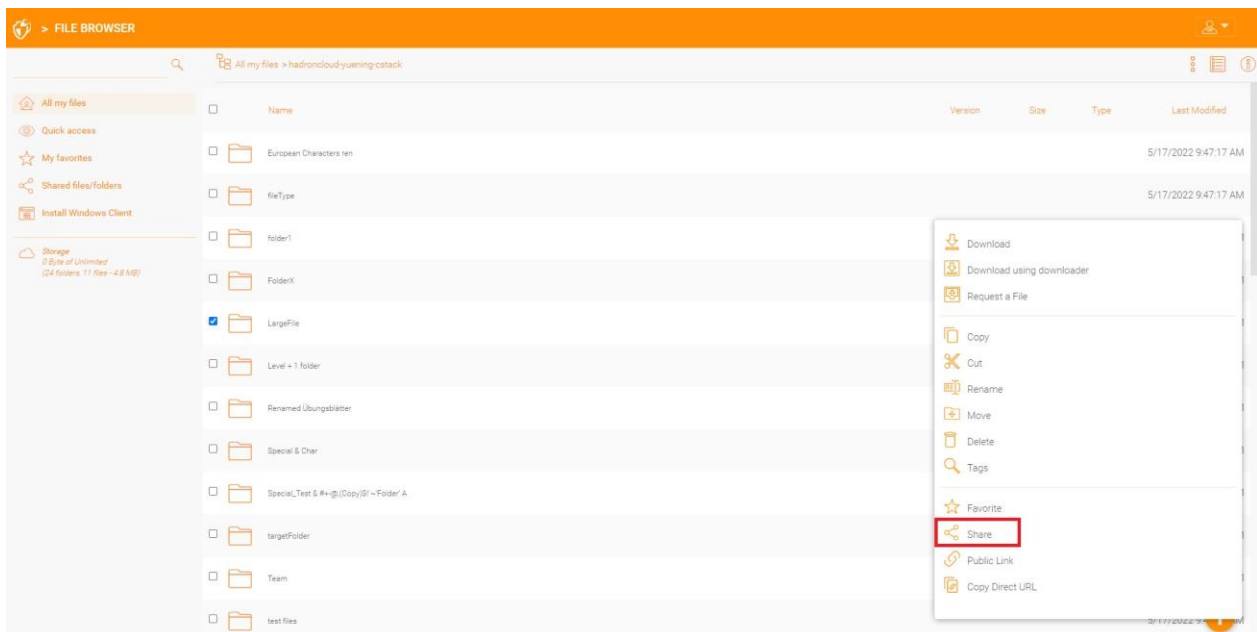 > FILE BROWSER
All my files > hadroncloud-yuening-cstack
All my files
Quick access
My favorites
Shared files/folders
Install Windows Client
Storage
0 Byte of Unlimited
(24 folders, 11 files - 4.8 MB)
Name Version Size Type Last Modified
European Characters ren 5/17/2022 9:47:17 AM
fileType 5/17/2022 9:47:17 AM
folder1
FolderX
LargeFile
Level + 1 folder
Renamed Übungsblätter
Special & Char
Special_Test & #+-@,(Copy)$! ~'Folder' A
targetFolder
Team
test files
Download
Download using downloader
Request a File
Copy
Cut
Rename
Move
Delete
Tags
Favorite
Share
Public Link
Copy Direct URL